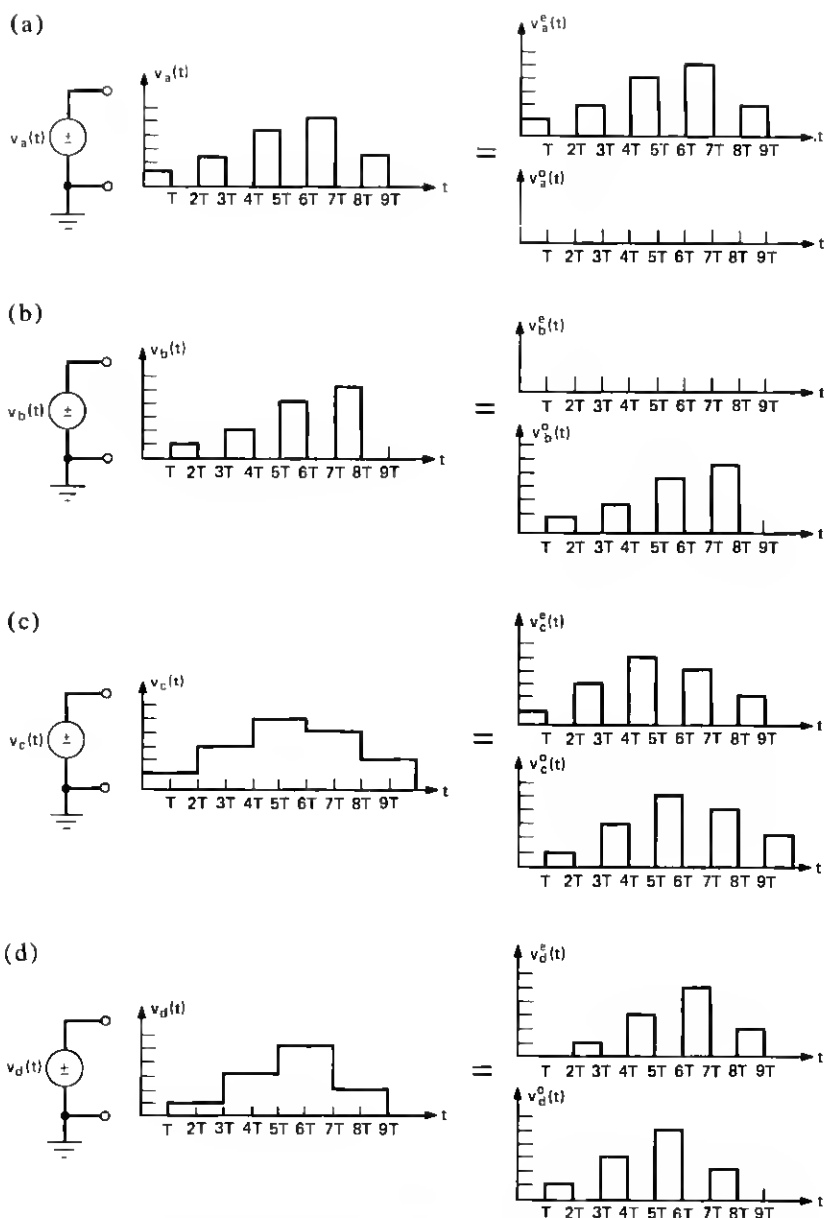 (a)
v_a(t)
v_a(t)
±
t
T 2T 3T 4T 5T 6T 7T 8T 9T
=
v_a^e(t)
t
T 2T 3T 4T 5T 6T 7T 8T 9T
v_a^o(t)
t
T 2T 3T 4T 5T 6T 7T 8T 9T
(b)
v_b(t)
v_b(t)
±
t
T 2T 3T 4T 5T 6T 7T 8T 9T
=
v_b^e(t)
t
T 2T 3T 4T 5T 6T 7T 8T 9T
v_b^o(t)
t
T 2T 3T 4T 5T 6T 7T 8T 9T
(c)
v_c(t)
v_c(t)
±
t
T 2T 3T 4T 5T 6T 7T 8T 9T
=
v_c^e(t)
t
T 2T 3T 4T 5T 6T 7T 8T 9T
v_c^o(t)
t
T 2T 3T 4T 5T 6T 7T 8T 9T
(d)
v_d(t)
v_d(t)
±
t
T 2T 3T 4T 5T 6T 7T 8T 9T
=
v_d^e(t)
t
T 2T 3T 4T 5T 6T 7T 8T 9T
v_d^o(t)
t
T 2T 3T 4T 5T 6T 7T 8T 9T